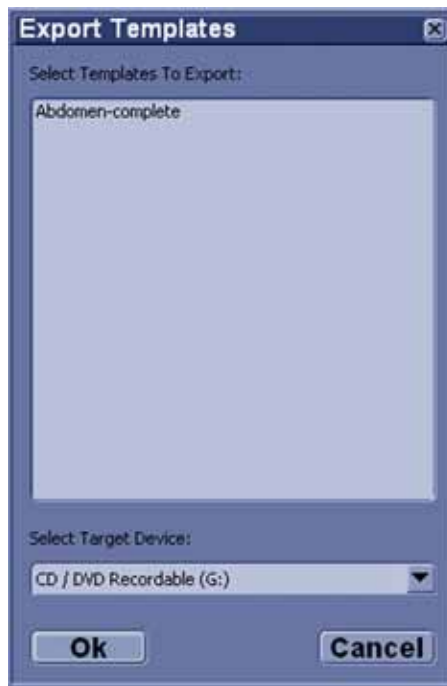 Export Templates
Select Templates To Export:
Abdomen-complete
Select Target Device:
CD / DVD Recordable (G:)
Ok
Cancel